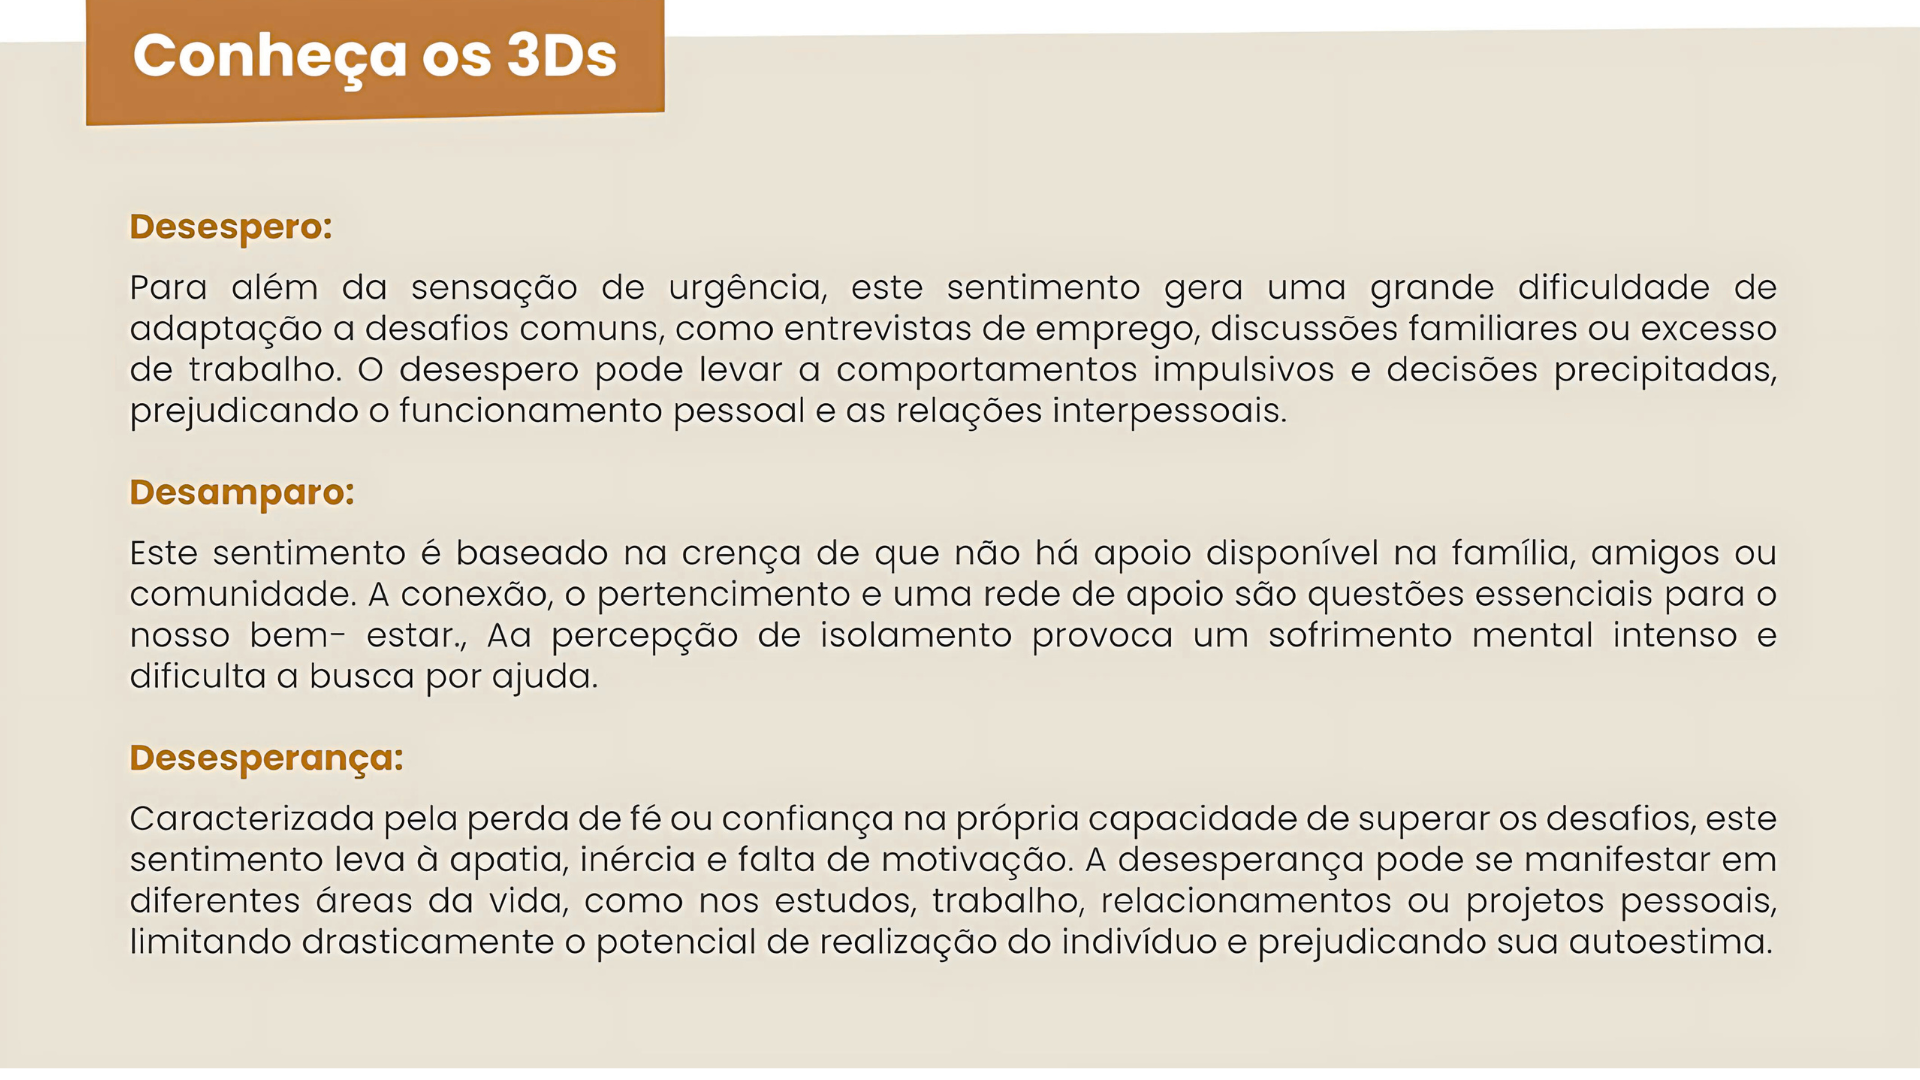 Conheça os 3Ds
Desespero:
Para além da sensação de urgência, este sentimento gera uma grande dificuldade de
adaptação a desafios comuns, como entrevistas de emprego, discussões familiares ou excesso
de trabalho. O desespero pode levar a comportamentos impulsivos e decisões precipitadas,
prejudicando o funcionamento pessoal e as relações interpessoais.
Desamparo:
Este sentimento é baseado na crença de que não há apoio disponível na família, amigos ou
comunidade. A conexão, o pertencimento e uma rede de apoio são questões essenciais para o
nosso bem- estar., Aa percepção de isolamento provoca um sofrimento mental intenso e
dificulta a busca por ajuda.
Desesperança:
Caracterizada pela perda de fé ou confiança na própria capacidade de superar os desafios, este
sentimento leva à apatia, inércia e falta de motivação. A desesperança pode se manifestar em
diferentes áreas da vida, como nos estudos, trabalho, relacionamentos ou projetos pessoais,
limitando drasticamente o potencial de realização do indivíduo e prejudicando sua autoestima.